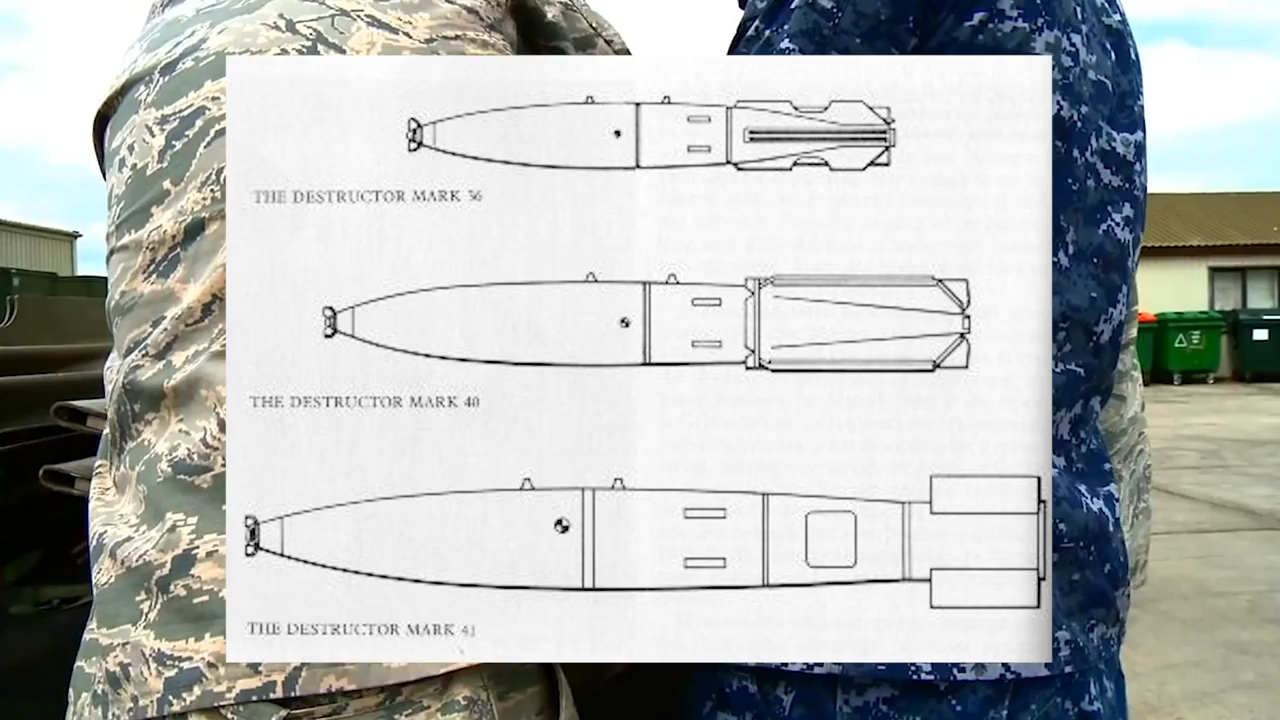 THE DESTRUCTOR MARK 36
THE DESTRUCTOR MARK 40
THE DESTRUCTOR MARK 41